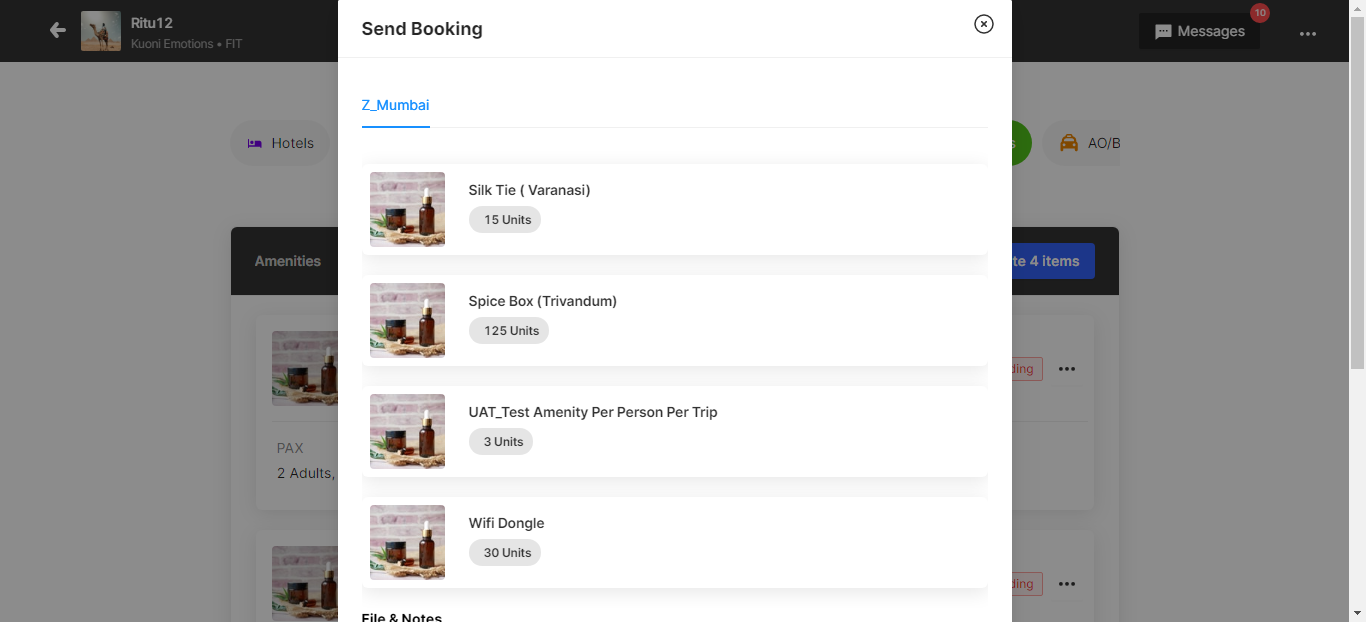 Ritu12
Kuoni Emotions • FIT
Send Booking
10
Messages
Z_Mumbai
Hotels
AO/B
Silk Tie ( Varanasi)
15 Units
Amenities
te 4 items
Spice Box (Trivandum)
125 Units
ding
UAT_Test Amenity Per Person Per Trip
3 Units
PAX
2 Adults,
Wifi Dongle
30 Units
ding
File & Notes